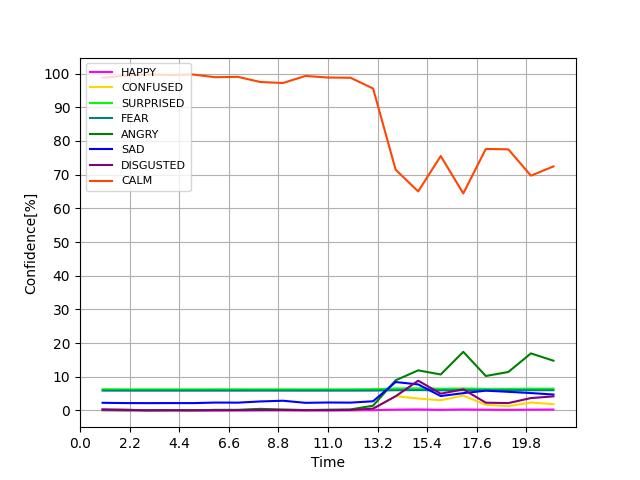 100
90
80
70
60
50
40
30
20
10
0
Confidence[%]
HAPPY
CONFUSED
SURPRISED
FEAR
ANGRY
SAD
DISGUSTED
CALM
0.0 2.2 4.4 6.6 8.8 11.0 13.2 15.4 17.6 19.8
Time